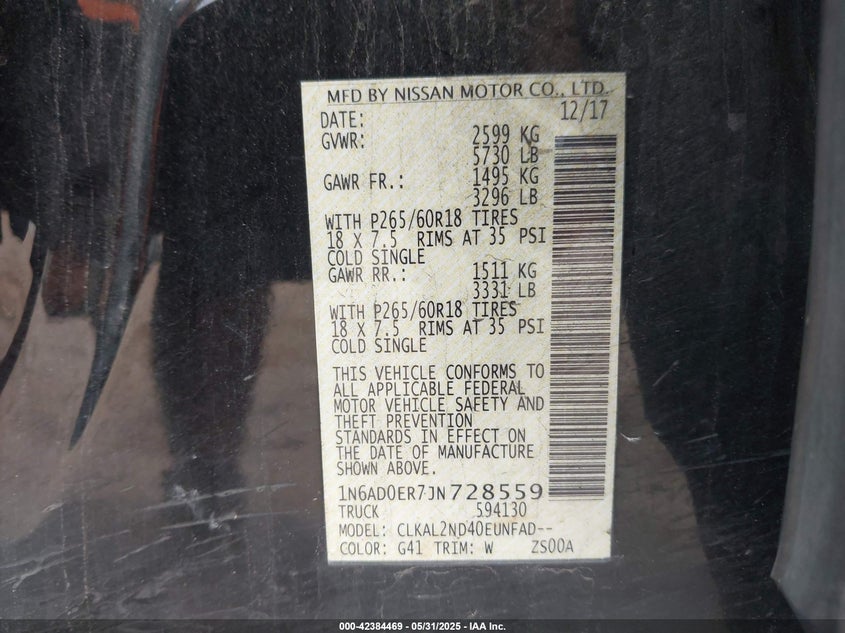 MFD BY NISSAN MOTOR CO., LTD.
DATE: 12/17
GVWR: 2599 KG
5730 LB
GAWR FR.: 1495 KG
3296 LB
WITH P265/60R18 TIRES
18 X 7.5 RIMS AT 35 PSI
COLD SINGLE
GAWR RR.: 1511 KG
3331 LB
WITH P265/60R18 TIRES
18 X 7.5 RIMS AT 35 PSI
COLD SINGLE
THIS VEHICLE CONFORMS TO
ALL APPLICABLE FEDERAL
MOTOR VEHICLE SAFETY AND
THEFT PREVENTION
STANDARDS IN EFFECT ON
THE DATE OF MANUFACTURE
SHOWN ABOVE.
1N6AD0ER7JN728559
TRUCK 594130
MODEL: CLKAL2ND40EUNFAD--
COLOR: G41 TRIM: W ZS00A
000-42384469 - 05/31/2025 - IAA Inc.